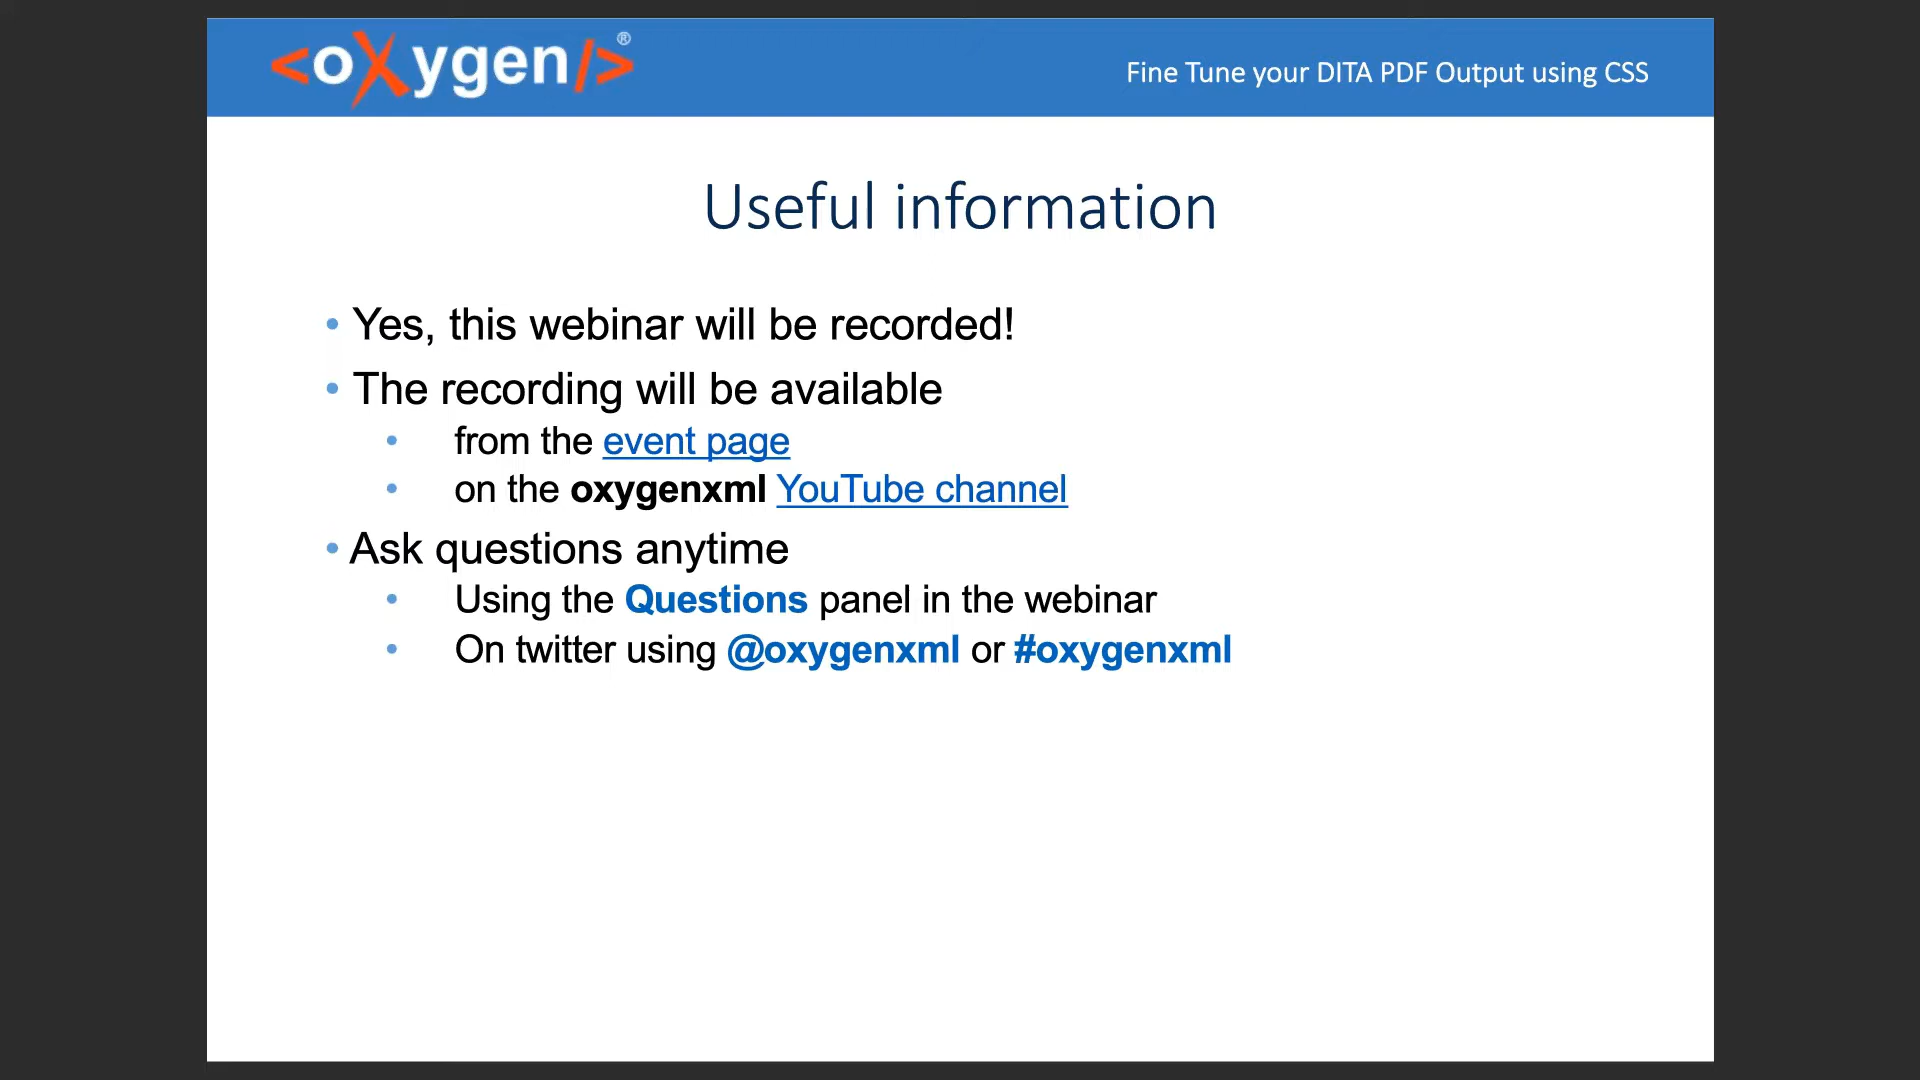 <oXygen/>®
Fine Tune your DITA PDF Output using CSS
Useful information
• Yes, this webinar will be recorded!
• The recording will be available
• from the event page
• on the oxygenxml YouTube channel
• Ask questions anytime
• Using the Questions panel in the webinar
• On twitter using @oxygenxml or #oxygenxml